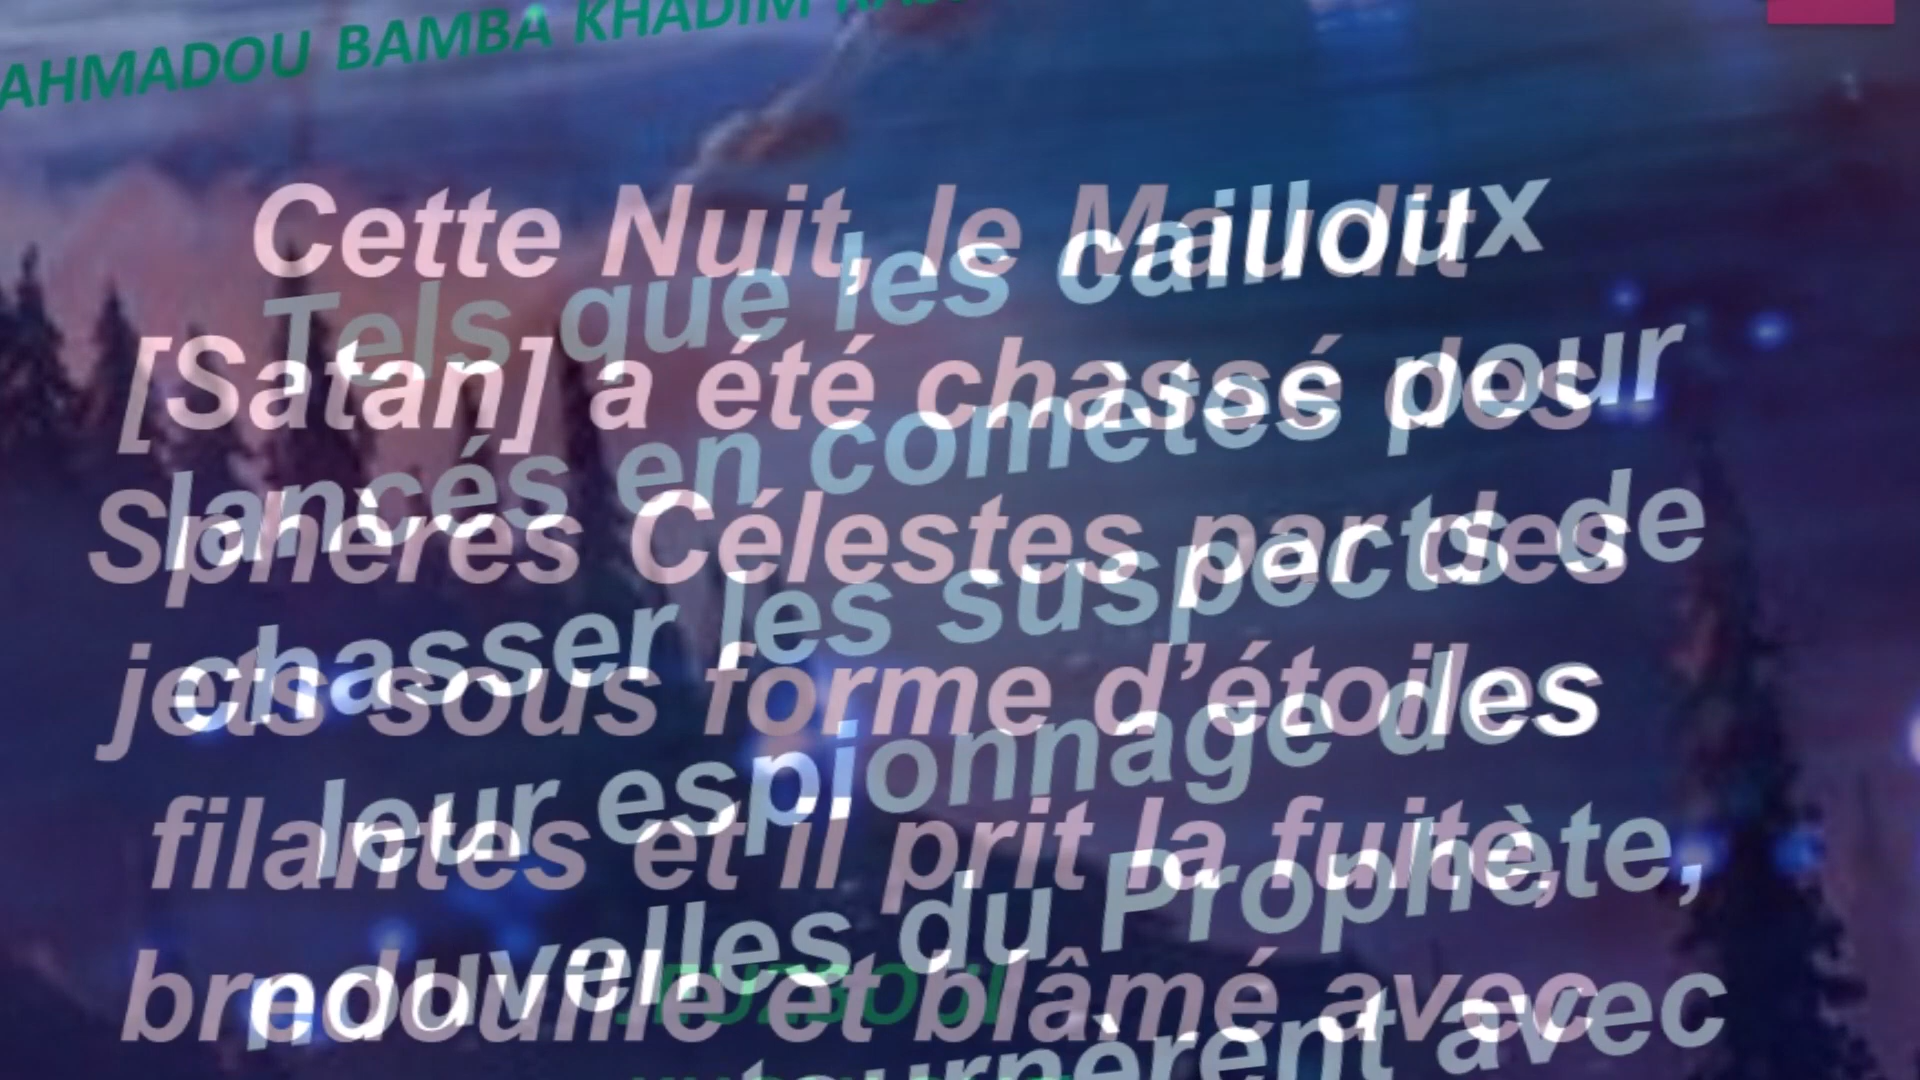 AHMADOU BAMBA KHADIM
Cette Nuit, le Maudit
[Satan] a été chassé des
Sphères Célestes par des
jets sous forme d’étoiles
filantes et il prit la fuite,
bredouille et blâmé avec
Tels que les cailloux
lancés en comètes pour
chasser les suspects de
leur espionnage des
nouvelles du Prophète,
avec